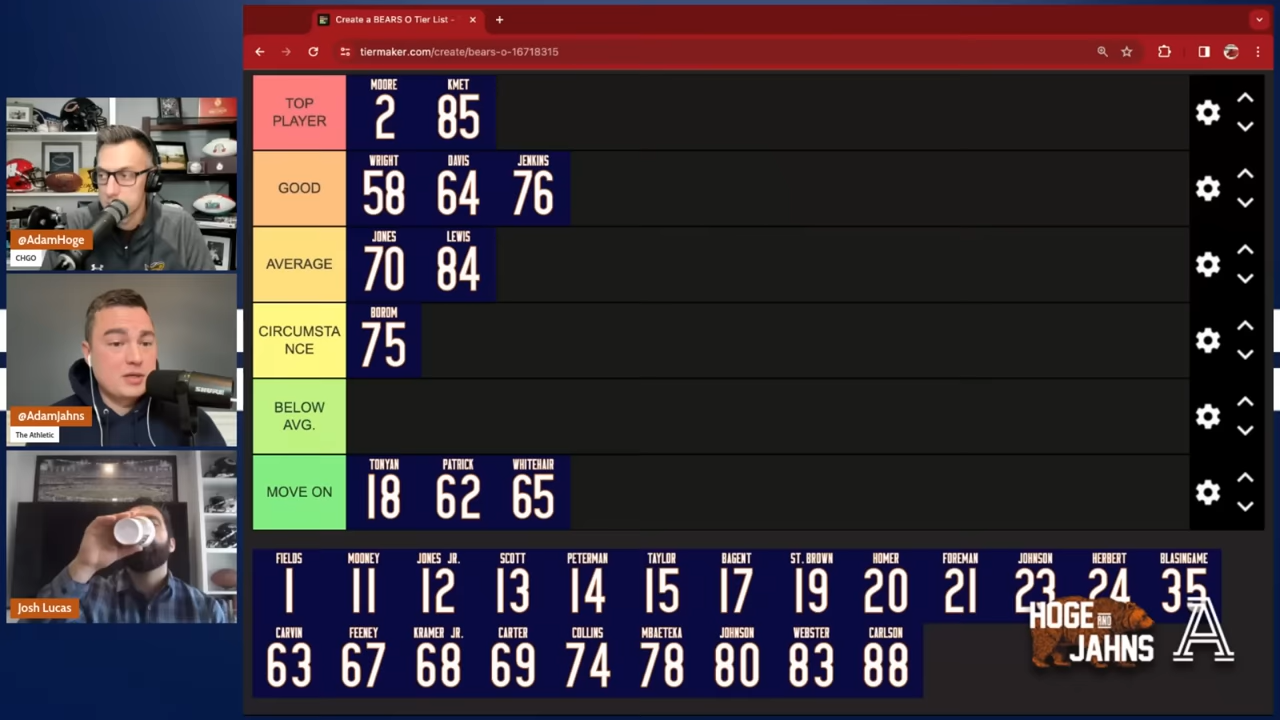 Create a BEARS O Tier List -
tiermaker.com/create/bears-o-16718315
TOP PLAYER
MOORE 2
KMET 85
GOOD
WRIGHT 58
DAVIS 64
JENKINS 76
AVERAGE
JONES 70
LEWIS 84
CIRCUMSTA
NCE
BOROM 75
BELOW AVG.
MOVE ON
TONYAN 18
PATRICK 62
WHITEHAIR 65
FIELDS 1
MOONEY 11
JONES JR. 12
SCOTT 13
PETERMAN 14
TAYLOR 15
BAGENT 17
ST. BROWN 19
HOMER 20
FOREMAN 21
JOHNSON 23
HERBERT 24
BLASINGAME 35
CARVIN 63
FEENEY 67
KRAMER JR. 68
CARTER 69
COLLINS 74
MBAETEKA 78
JOHNSON 80
WEBSTER 83
CARLSON 88
@AdamHoge
CHGO
@AdamJahns
The Athletic
Josh Lucas
HOGE AND
JAHNS
A